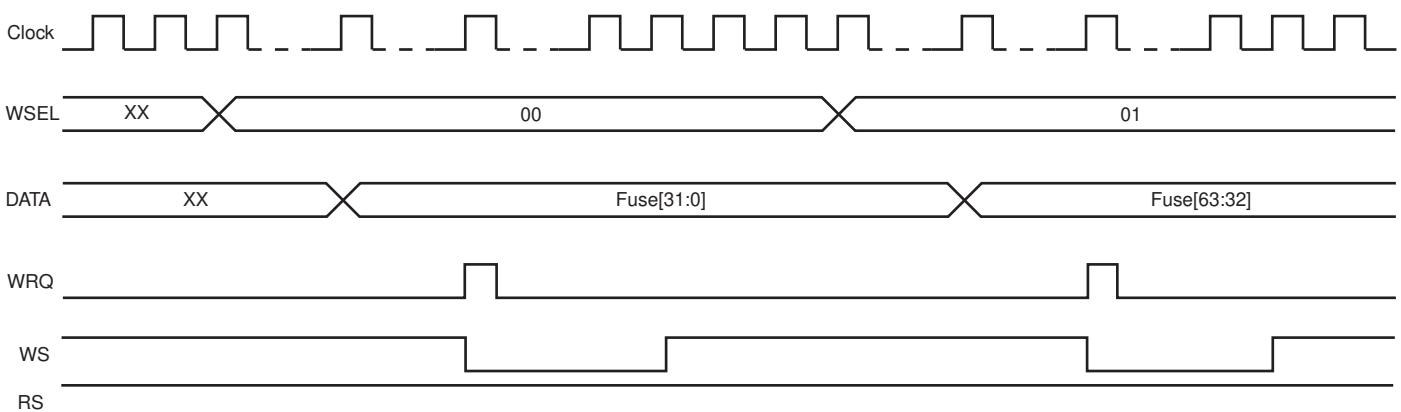 Clock
WSEL XX 00 01
DATA XX Fuse[31:0] Fuse[63:32]
WRQ
WS
RS